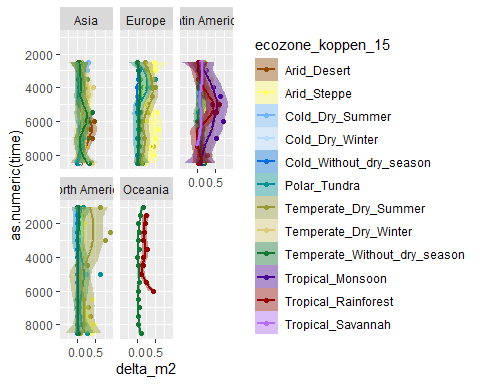 Asia Europe atin Americ
ecozone_koppen_15
Arid_Desert
Arid_Steppe
Cold_Dry_Summer
Cold_Dry_Winter
Cold_Without_dry_season
Polar_Tundra
Temperate_Dry_Summer
Temperate_Dry_Winter
Temperate_Without_dry_season
Tropical_Monsoon
Tropical_Rainforest
Tropical_Savannah
as.numeric(time)
2000
4000
6000
8000
0.00.5
orth Americ Oceania
2000
4000
6000
8000
0.00.5 0.00.5
delta_m2